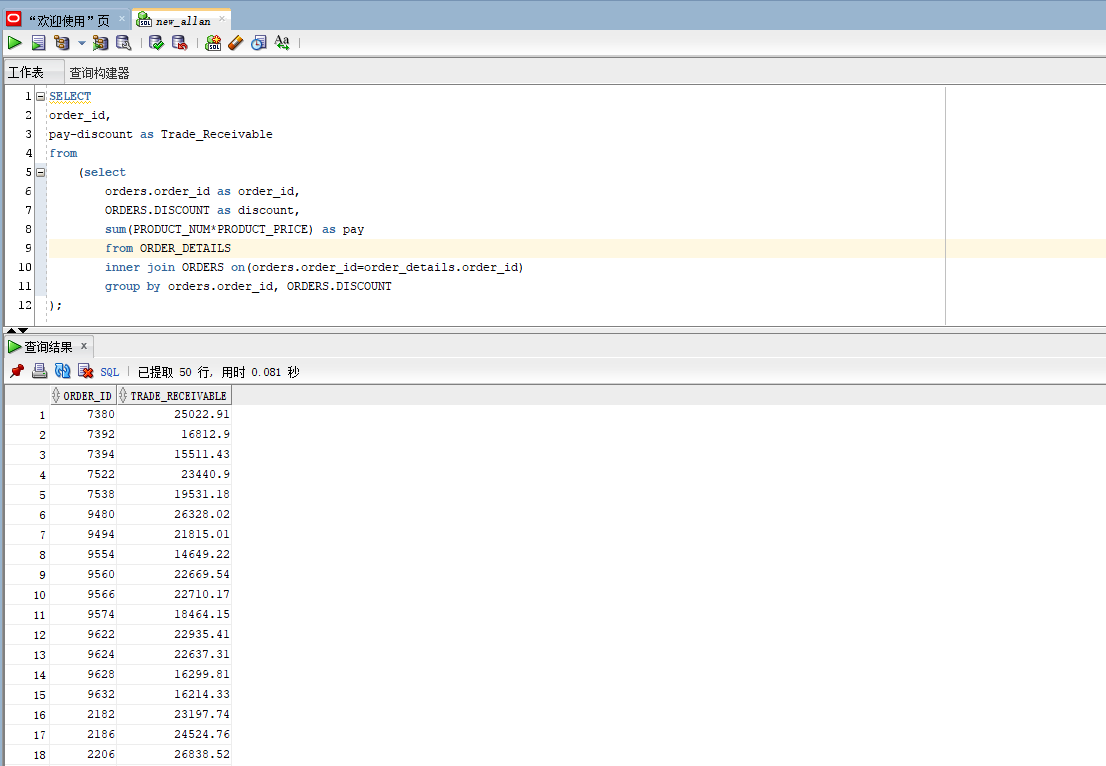 “欢迎使用”页 × new_allan ×
工作表 查询构建器
1 SELECT
2 order_id,
3 pay-discount as Trade_Receivable
4 from
5 (select
6 orders.order_id as order_id,
7 ORDERS.DISCOUNT as discount,
8 sum(PRODUCT_NUM*PRODUCT_PRICE) as pay
9 from ORDER_DETAILS
10 inner join ORDERS on(orders.order_id=order_details.order_id)
11 group by orders.order_id, ORDERS.DISCOUNT
12 );
查询结果 ×
SQL | 已提取 50 行, 用时 0.081 秒
ORDER_ID TRADE_RECEIVABLE
1 7380 25022.91
2 7392 16812.9
3 7394 15511.43
4 7522 23440.9
5 7538 19531.18
6 9480 26328.02
7 9494 21815.01
8 9554 14649.22
9 9560 22669.54
10 9566 22710.17
11 9574 18464.15
12 9622 22935.41
13 9624 22637.31
14 9628 16299.81
15 9632 16214.33
16 2182 23197.74
17 2186 24524.76
18 2206 26838.52